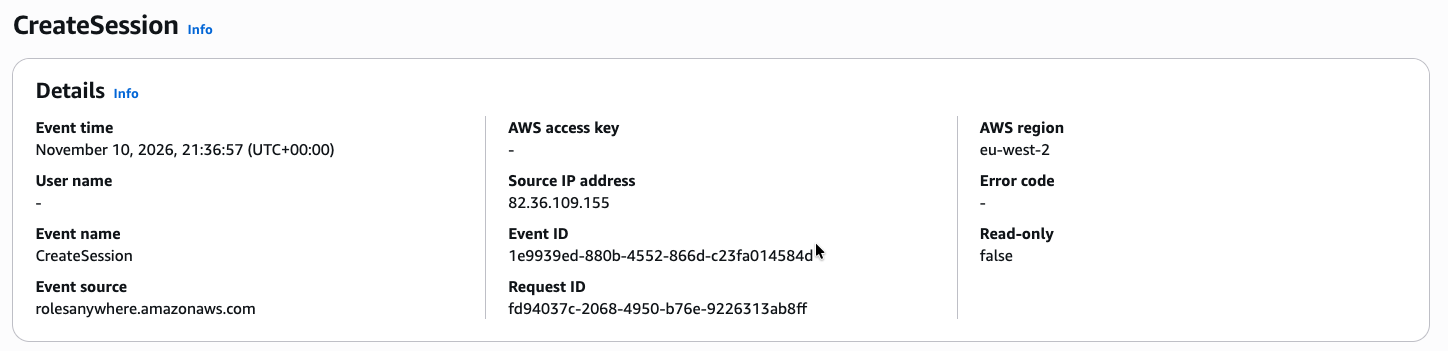 CreateSession Info
Details Info
Event time
November 10, 2026, 21:36:57 (UTC+00:00)
User name
-
Event name
CreateSession
Event source
rolesanywhere.amazonaws.com
AWS access key
-
Source IP address
82.36.109.155
Event ID
1e9939ed-880b-4552-866d-c23fa014584d
Request ID
fd94037c-2068-4950-b76e-9226313ab8ff
AWS region
eu-west-2
Error code
-
Read-only
false